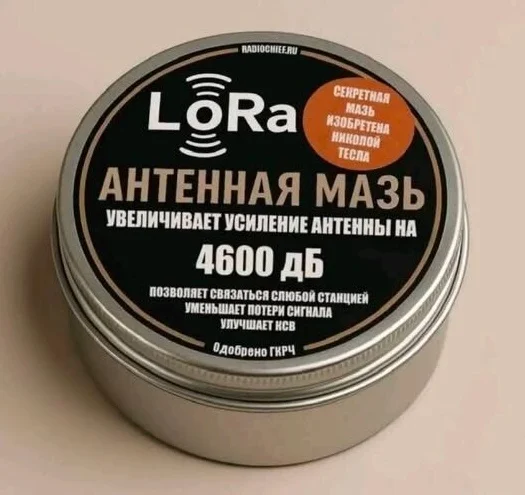 RADIOCHIEF.RU
LoRa
СЕКРЕТНАЯ
МАЗЬ
ИЗОБРЕТЕНА
НИКОЛОЙ
ТЕСЛА
АНТЕННАЯ МАЗЬ
УВЕЛИЧИВАЕТ УСИЛЕНИЕ АНТЕННЫ НА
4600 дБ
ПОЗВОЛЯЕТ СВЯЗАТЬСЯ СЛЮБОЙ СТАНЦИЕЙ
УМЕНЬШАЕТ ПОТЕРИ СИГНАЛА
УЛУЧШАЕТ КСВ
Одобрено ГКРЧ